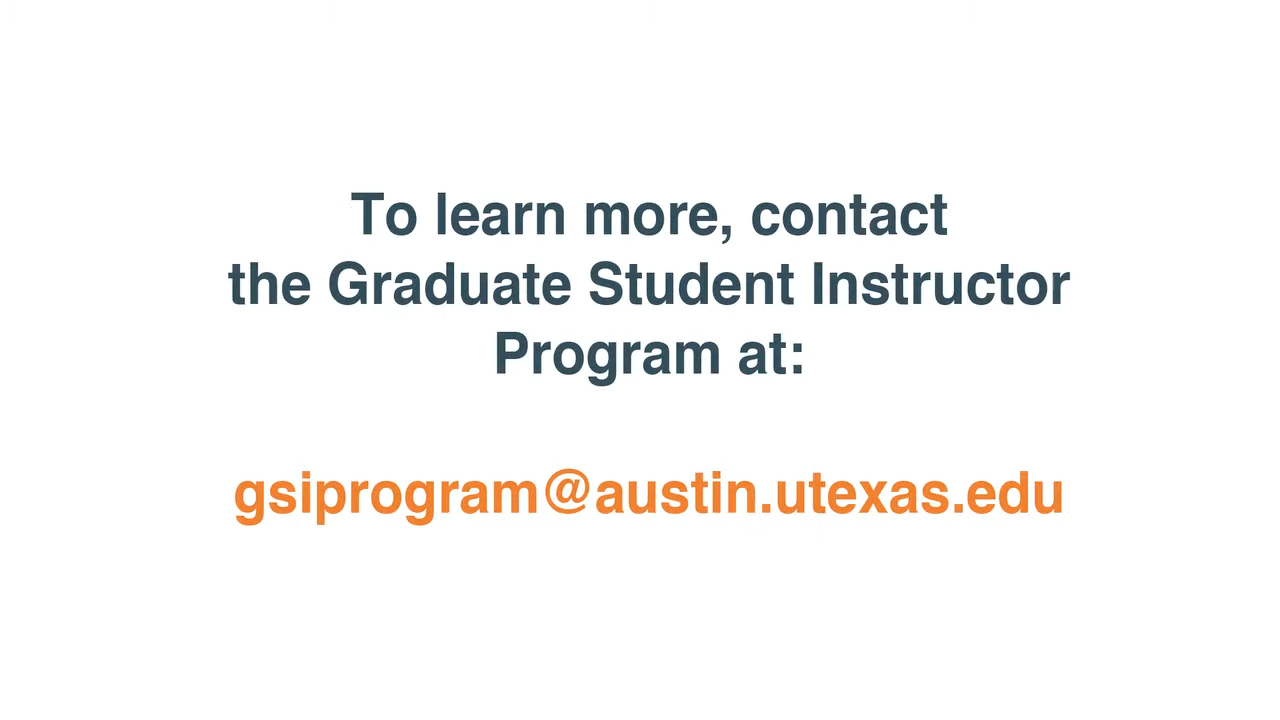 To learn more, contact
the Graduate Student Instructor
Program at:
gsiprogram@austin.utexas.edu